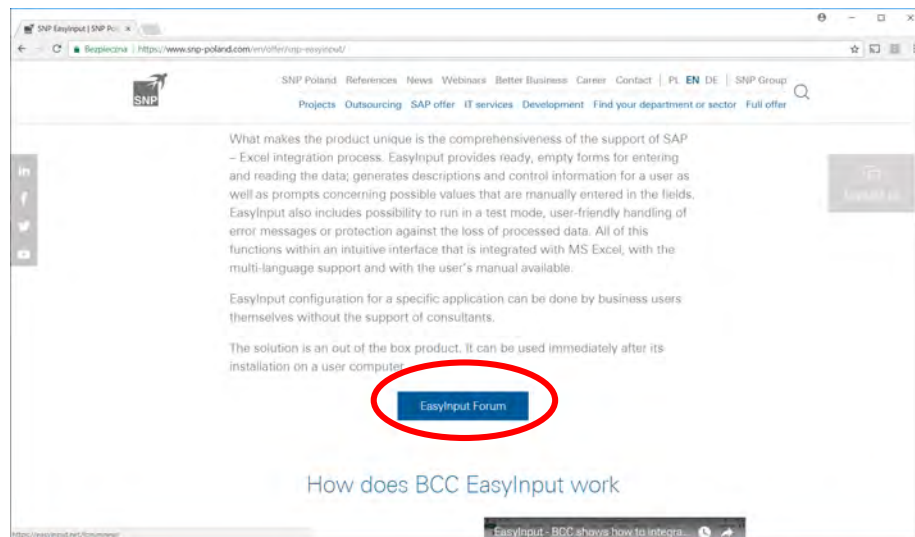 SNP EasyInput | SNP Po
Bezpieczna | https://www.snp-poland.com/en/offer/snp-easyinput/
SNP
SNP Poland References News Webinars Better Business Career Contact | PL EN DE | SNP Group
Projects Outsourcing SAP offer IT services Development Find your department or sector Full offer
What makes the product unique is the comprehensiveness of the support of SAP
– Excel integration process. EasyInput provides ready, empty forms for entering
and reading the data; generates descriptions and control information for a user as
well as prompts concerning possible values that are manually entered in the fields.
EasyInput also includes possibility to run in a test mode, user-friendly handling of
error messages or protection against the loss of processed data. All of this
functions within an intuitive interface that is integrated with MS Excel, with the
multi-language support and with the user's manual available.
in
f
Contact us
EasyInput configuration for a specific application can be done by business users
themselves without the support of consultants.
The solution is an out of the box product. It can be used immediately after its
installation on a user computer.
EasyInput Forum
How does BCC EasyInput work
EasyInput - BCC shows how to integra...